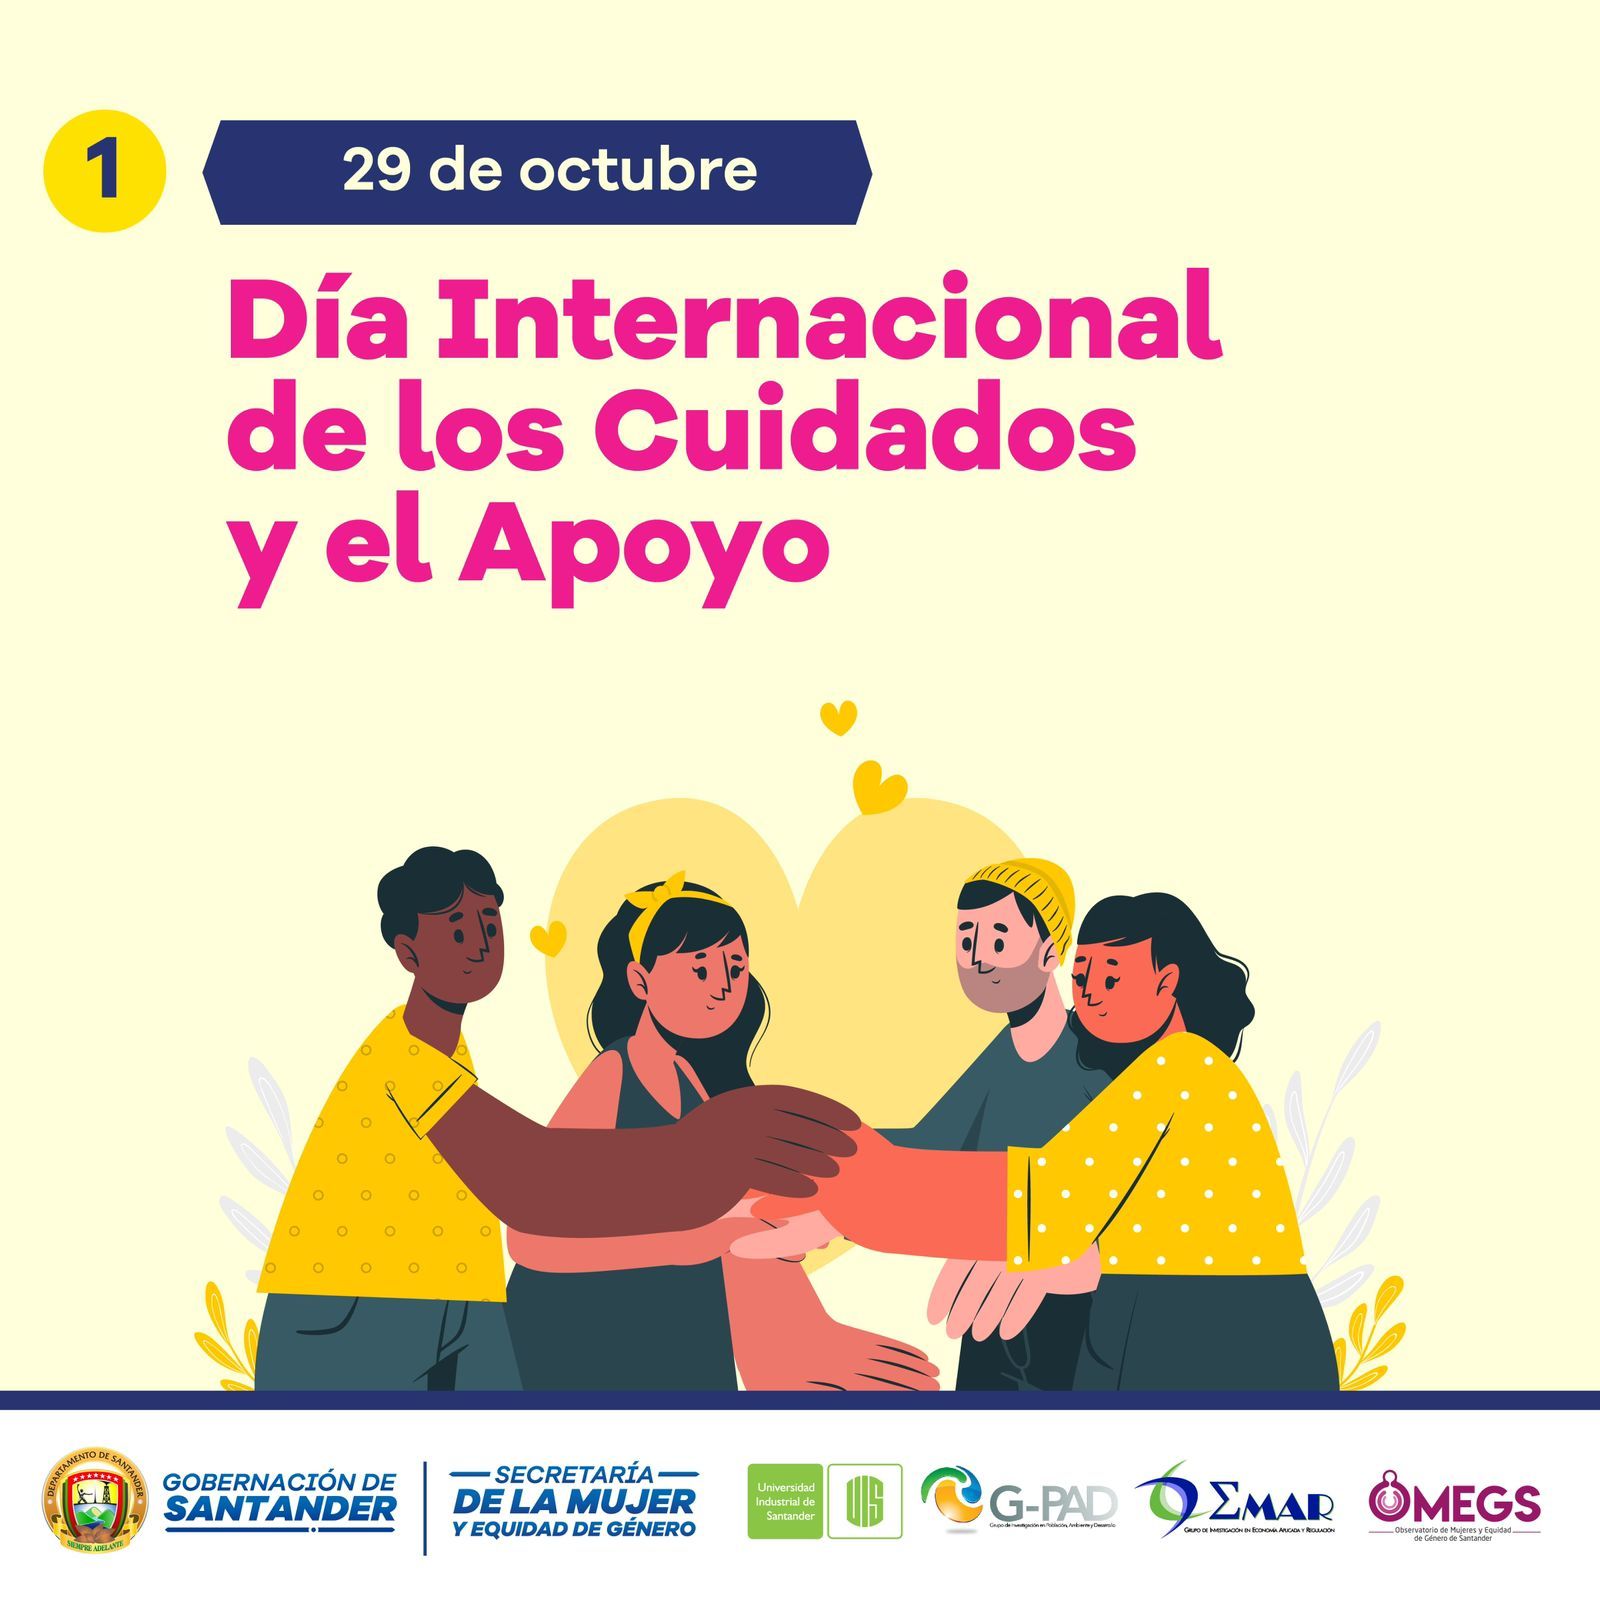 1
29 de octubre
Día Internacional
de los Cuidados
y el Apoyo
DEPARTAMENTO DE SANTANDER
SIEMPRE ADELANTE
GOBERNACIÓN DE
SANTANDER
SECRETARÍA
DE LA MUJER
Y EQUIDAD DE GÉNERO
Universidad
Industrial de
Santander
UIS
G-PAD
Grupo de Investigación en Población, Ambiente y Desarrollo
ΣMAR
GRUPO DE INVESTIGACIÓN EN ECONOMÍA APLICADA Y REGULACIÓN
OMEGS
Observatorio de Mujeres y Equidad
de Género de Santander